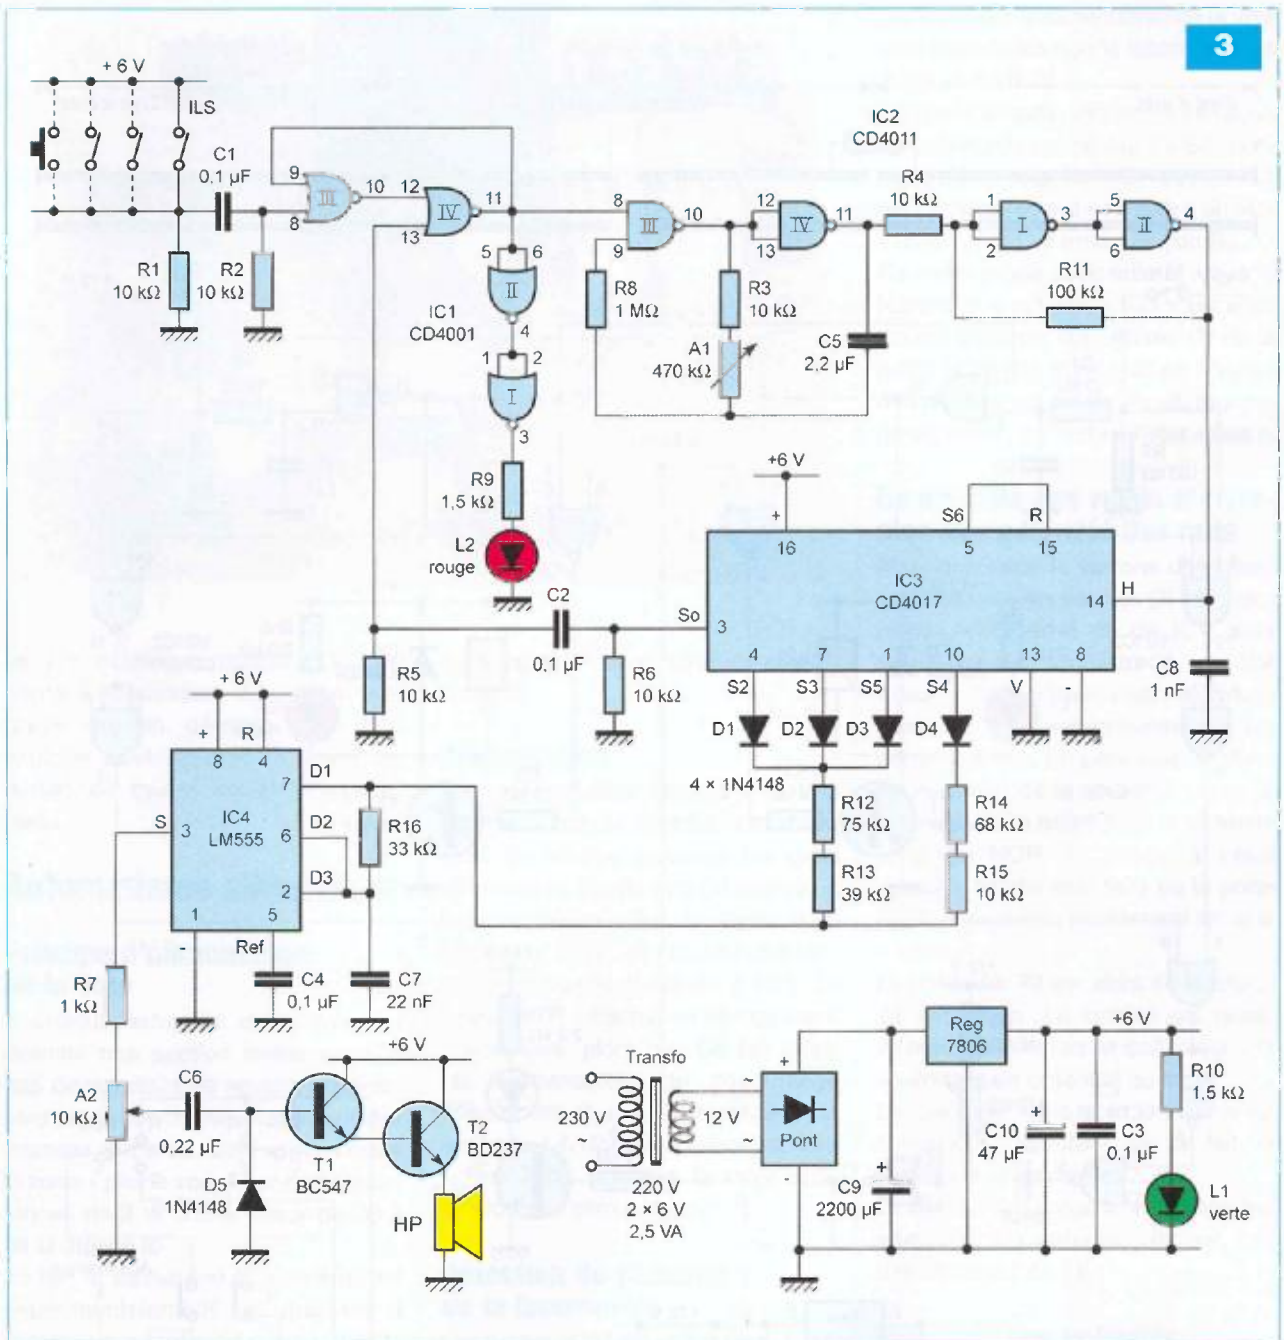 3
+ 6 V
ILS
C1
0,1 µF
R1
10 kΩ
R2
10 kΩ
9
8
III
10
12
13
IV
11
5
6
II
4
IC1
CD4001
1
2
I
3
R9
1,5 kΩ
L2
rouge
IC2
CD4011
8
9
III
10
12
13
IV
11
R4
10 kΩ
1
2
I
3
5
6
II
4
R8
1 MΩ
R3
10 kΩ
A1
470 kΩ
C5
2,2 µF
R11
100 kΩ
+6 V
+
16
S6
5
R
15
IC3
CD4017
H
14
So
3
C2
0.1 µF
R5
10 kΩ
R6
10 kΩ
4
7
1
10
13
8
S2
S3
S5
S4
V
-
C8
1 nF
D1
D2
D3
D4
4 × 1N4148
R12
75 kΩ
R13
39 kΩ
R14
68 kΩ
R15
10 kΩ
+ 6 V
+
R
8
4
D1
7
IC4
LM555
S
3
D2
6
D3
2
1
5
-
Ref
R16
33 kΩ
C4
0,1 µF
C7
22 nF
R7
1 kΩ
A2
10 kΩ
C6
0,22 µF
D5
1N4148
+6 V
T1
BC547
T2
BD237
HP
Transfo
230 V
~
12 V
220 V
2 × 6 V
2,5 VA
~
~
+
Pont
-
C9
2200 µF
+
Reg
7806
+6 V
C10
47 µF
+
C3
0.1 µF
R10
1,5 kΩ
L1
verte